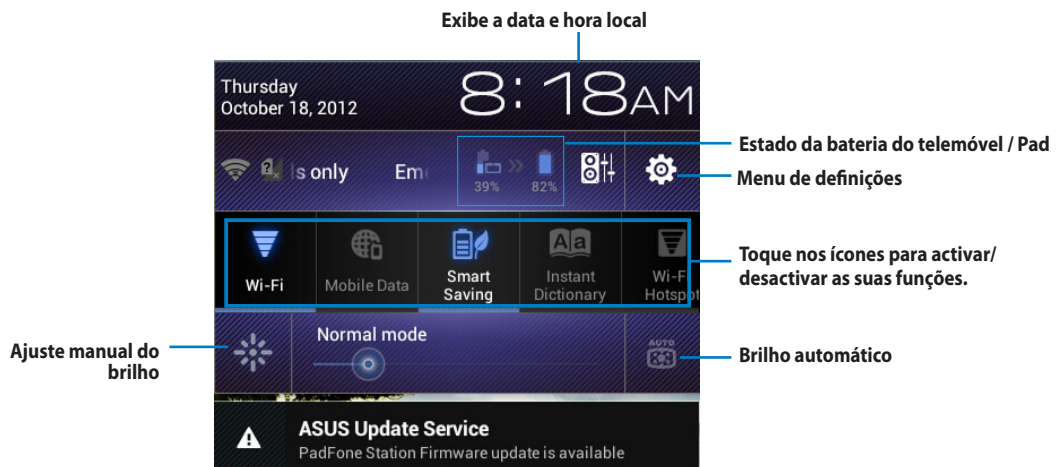 Exibe a data e hora local
Thursday
October 18, 2012
8:18AM
Estado da bateria do telemóvel / Pad
ls only Em
39% 82%
Menu de definições
Toque nos ícones para activar/
desactivar as suas funções.
Wi-Fi
Mobile Data
Smart
Saving
Aa
Instant
Dictionary
Wi-F
Hotspot
Ajuste manual do
brilho
Normal mode
AUTO
Brilho automático
ASUS Update Service
PadFone Station Firmware update is available